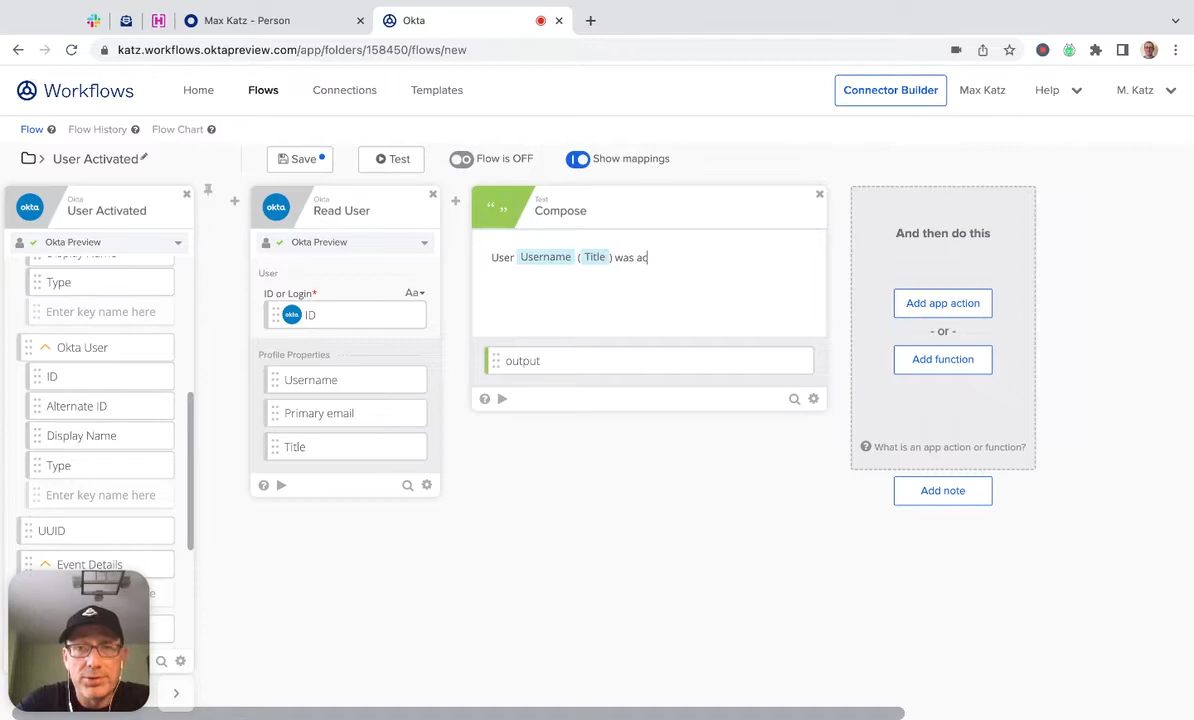 Max Katz - Person
Okta
katz.workflows.oktapreview.com/app/folders/158450/flows/new
Workflows
Home
Flows
Connections
Templates
Connector Builder
Max Katz
Help
M. Katz
Flow
Flow History
Flow Chart
User Activated
Save
Test
Flow is OFF
Show mappings
okta
Okta
User Activated
Okta Preview
Display Name
Type
Enter key name here
Okta User
ID
Alternate ID
Display Name
Type
Enter key name here
UUID
Event Details
okta
Okta
Read User
Okta Preview
User
ID or Login*
Aa
okta
ID
Profile Properties
Username
Primary email
Title
Text
Compose
User Username ( Title ) was ac
output
And then do this
Add app action
- or -
Add function
What is an app action or function?
Add note